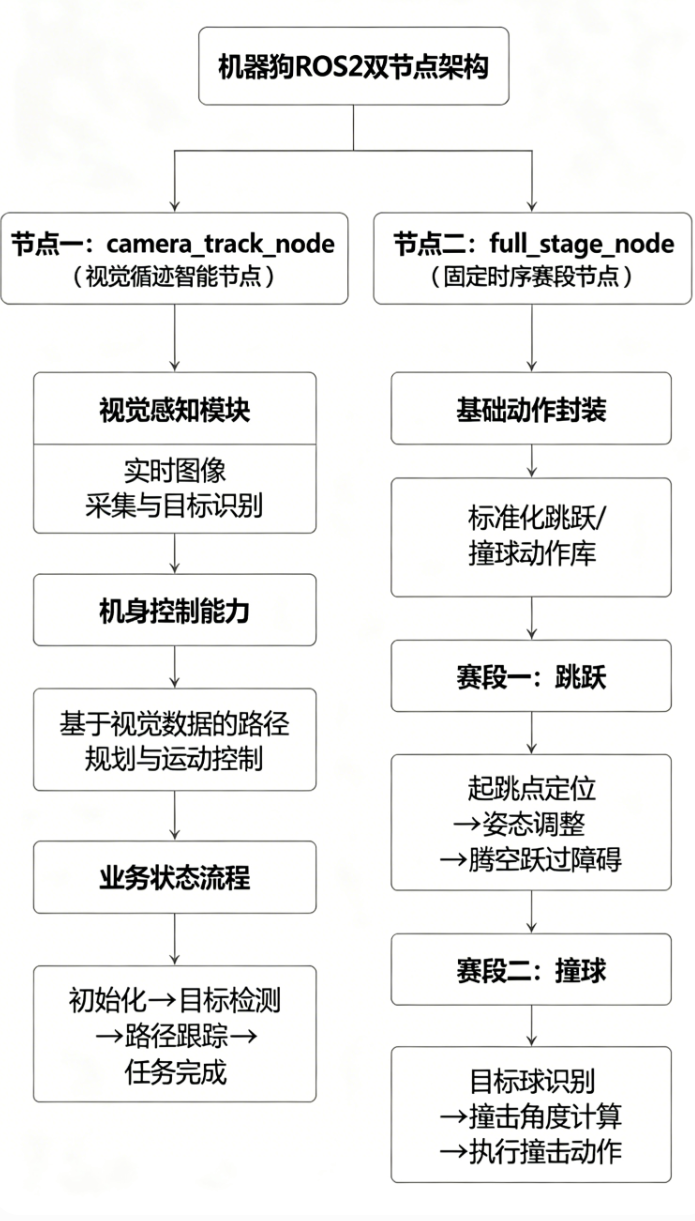 机器狗ROS2双节点架构
节点一：camera_track_node
（视觉循迹智能节点）
视觉感知模块
实时图像
采集与目标识别
机身控制能力
基于视觉数据的路径
规划与运动控制
业务状态流程
初始化→目标检测
→路径跟踪→
任务完成
节点二：full_stage_node
（固定时序赛段节点）
基础动作封装
标准化跳跃/
撞球动作库
赛段一：跳跃
起跳点定位
→姿态调整
→腾空跃过障碍
赛段二：撞球
目标球识别
→撞击角度计算
→执行撞击动作